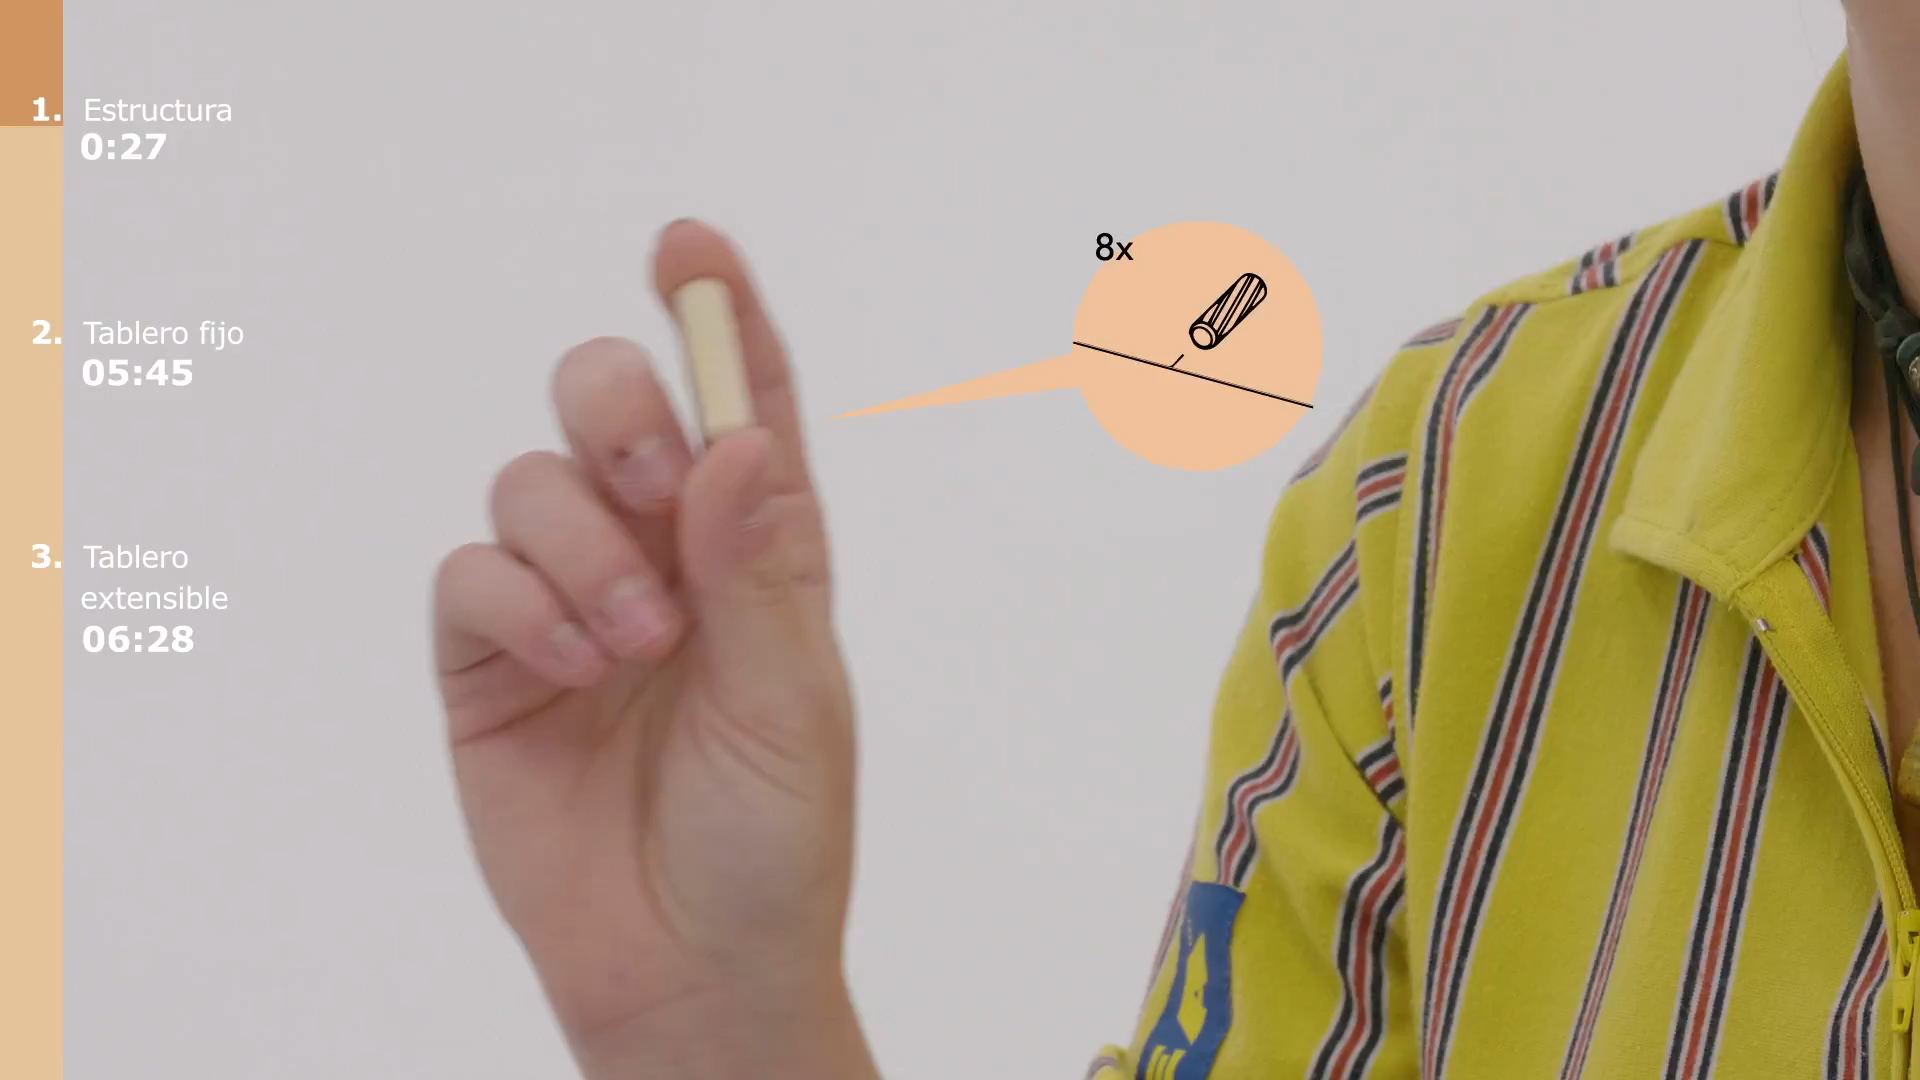 1. Estructura
0:27
2. Tablero fijo
05:45
3. Tablero
extensible
06:28
8x